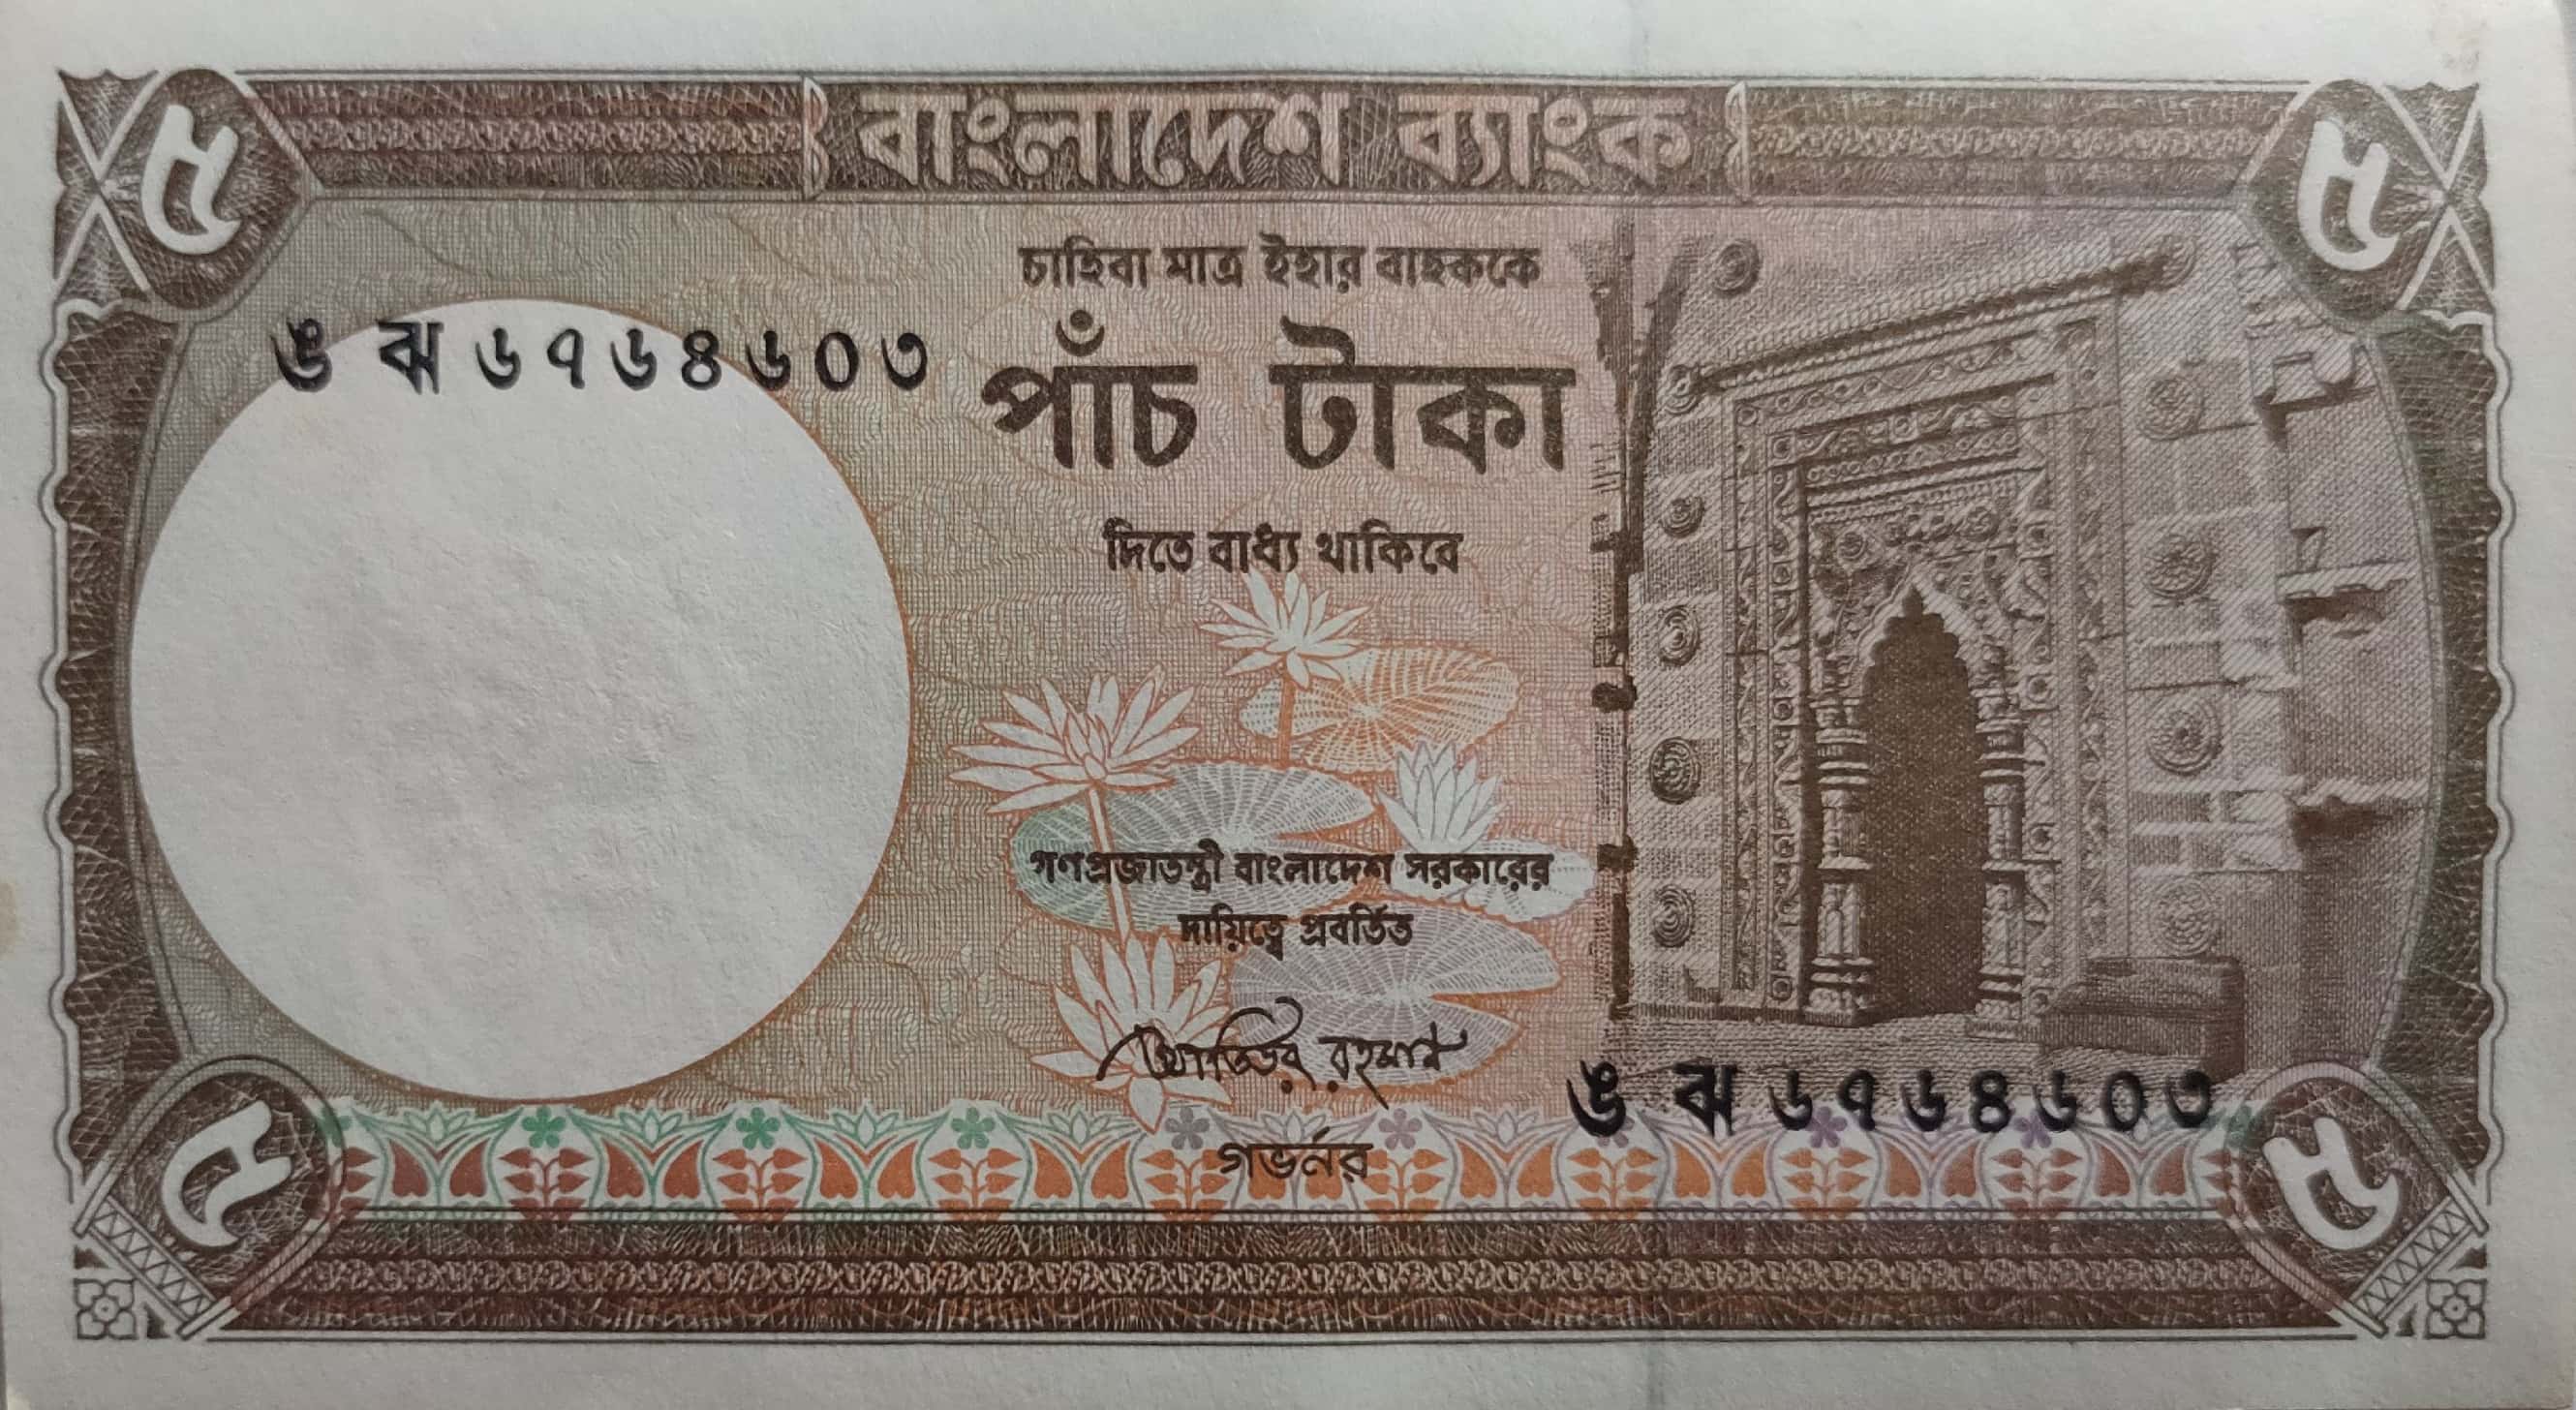 ৫ বাংলাদেশ ব্যাংক ৫
চাহিবা মাত্র ইহার বাহককে
ঙ ঝ ৬৭৬৪৬০৩
পাঁচ টাকা
দিতে বাধ্য থাকিবে
গণপ্রজাতন্ত্রী বাংলাদেশ সরকারের
দায়িত্বে প্রবর্তিত
আতিউর রহমান
ঙ ঝ ৬৭৬৪৬০৩
৫ গভর্নর ৫